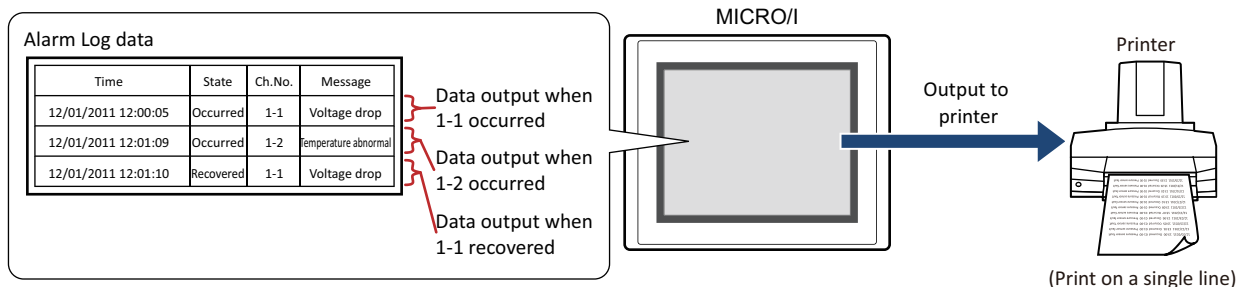 MICRO/I
Alarm Log data
Time State Ch.No. Message
12/01/2011 12:00:05 Occurred 1-1 Voltage drop
12/01/2011 12:01:09 Occurred 1-2 Temperature abnormal
12/01/2011 12:01:10 Recovered 1-1 Voltage drop
Data output when
1-1 occurred
Data output when
1-2 occurred
Data output when
1-1 recovered
Output to
printer
Printer
(Print on a single line)